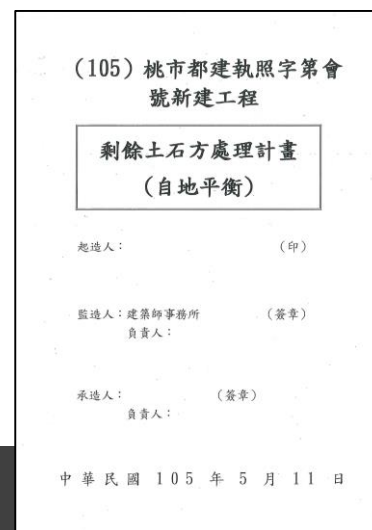 (105)桃市都建執照字第會
號新建工程
剩餘土石方處理計畫
(自地平衡)
起造人： (印)
監造人：建築師事務所 (簽章)
負責人：
承造人： (簽章)
負責人：
中華民國 105 年 5 月 11 日